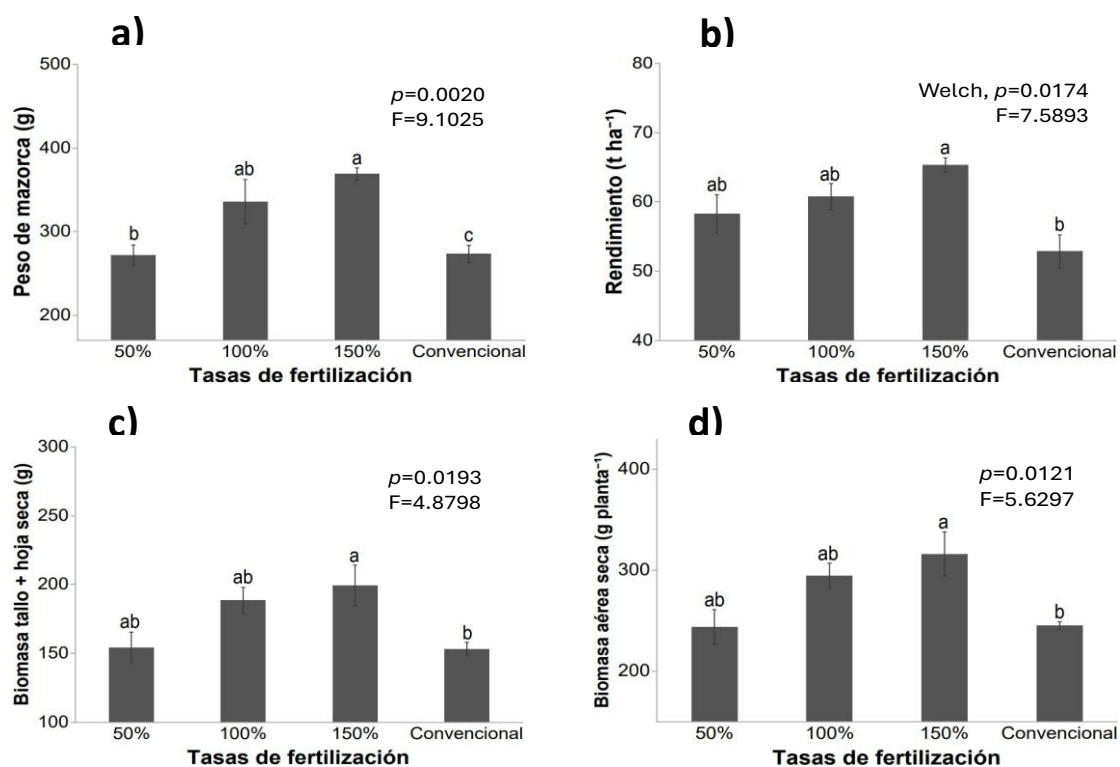 a)
500
400
300
200
Peso de mazorca (g)
p=0.0020
F=9.1025
b
ab
a
c
50%
100%
150%
Convencional
Tasas de fertilización
b)
80
70
60
50
40
Rendimiento (t ha⁻¹)
Welch, p=0.0174
F=7.5893
ab
ab
a
b
50%
100%
150%
Convencional
Tasas de fertilización
c)
300
250
200
150
100
Biomasa tallo + hoja seca (g)
p=0.0193
F=4.8798
ab
ab
a
b
50%
100%
150%
Convencional
Tasas de fertilización
d)
400
300
200
Biomasa aérea seca (g planta⁻¹)
p=0.0121
F=5.6297
ab
ab
a
b
50%
100%
150%
Convencional
Tasas de fertilización